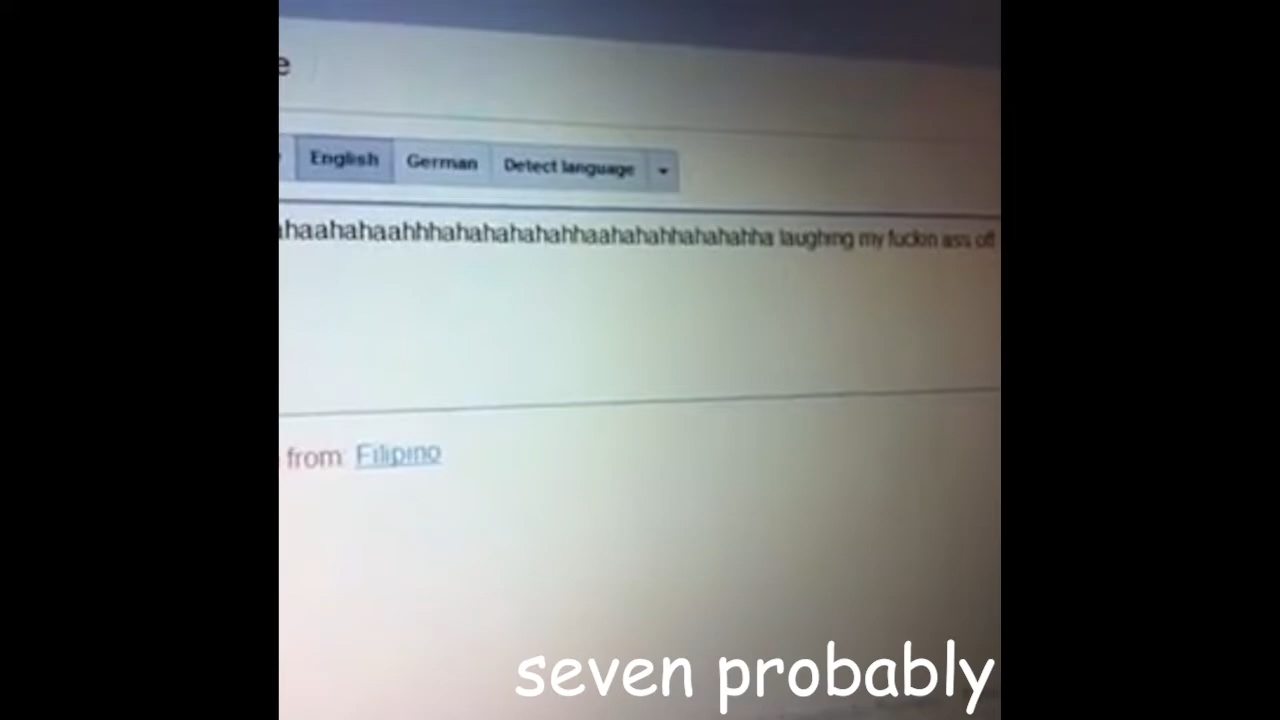 e
English German Detect language
haahahaahhhahahahahahhaahahahhahahahha laughing my fuckin ass off
from: Filipino
seven probably